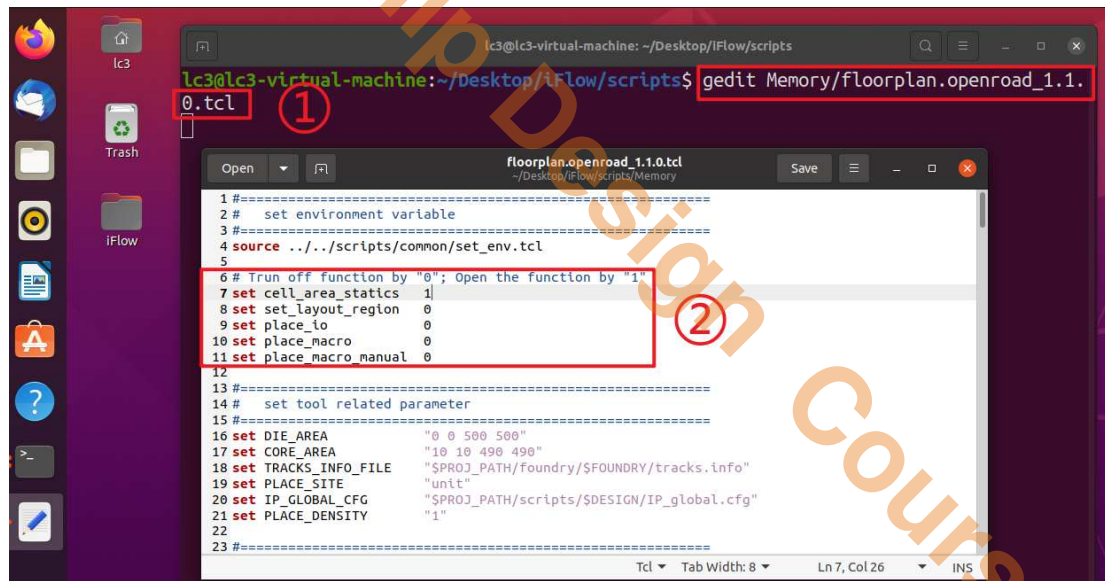 lc3@lc3-virtual-machine: ~/Desktop/iFlow/scripts
lc3
Trash
iFlow
lc3@lc3-virtual-machine:~/Desktop/iFlow/scripts$ gedit Memory/floorplan.openroad_1.1.
0.tcl
①
Open
floorplan.openroad_1.1.0.tcl
~/Desktop/iFlow/scripts/Memory
Save
1 #=========================================================
2 #   set environment variable
3 #=========================================================
4 source ../../scripts/common/set_env.tcl
5
6 # Trun off function by "0"; Open the function by "1"
7 set cell_area_statics   1
8 set set_layout_region   0
9 set place_io            0
10 set place_macro         0
11 set place_macro_manual  0
②
12
13 #=========================================================
14 #   set tool related parameter
15 #=========================================================
16 set DIE_AREA            "0 0 500 500"
17 set CORE_AREA           "10 10 490 490"
18 set TRACKS_INFO_FILE    "$PROJ_PATH/foundry/$FOUNDRY/tracks.info"
19 set PLACE_SITE          "unit"
20 set IP_GLOBAL_CFG       "$PROJ_PATH/scripts/$DESIGN/IP_global.cfg"
21 set PLACE_DENSITY       "1"
22
23 #=========================================================
Tcl Tab Width: 8 Ln 7, Col 26 INS
Design